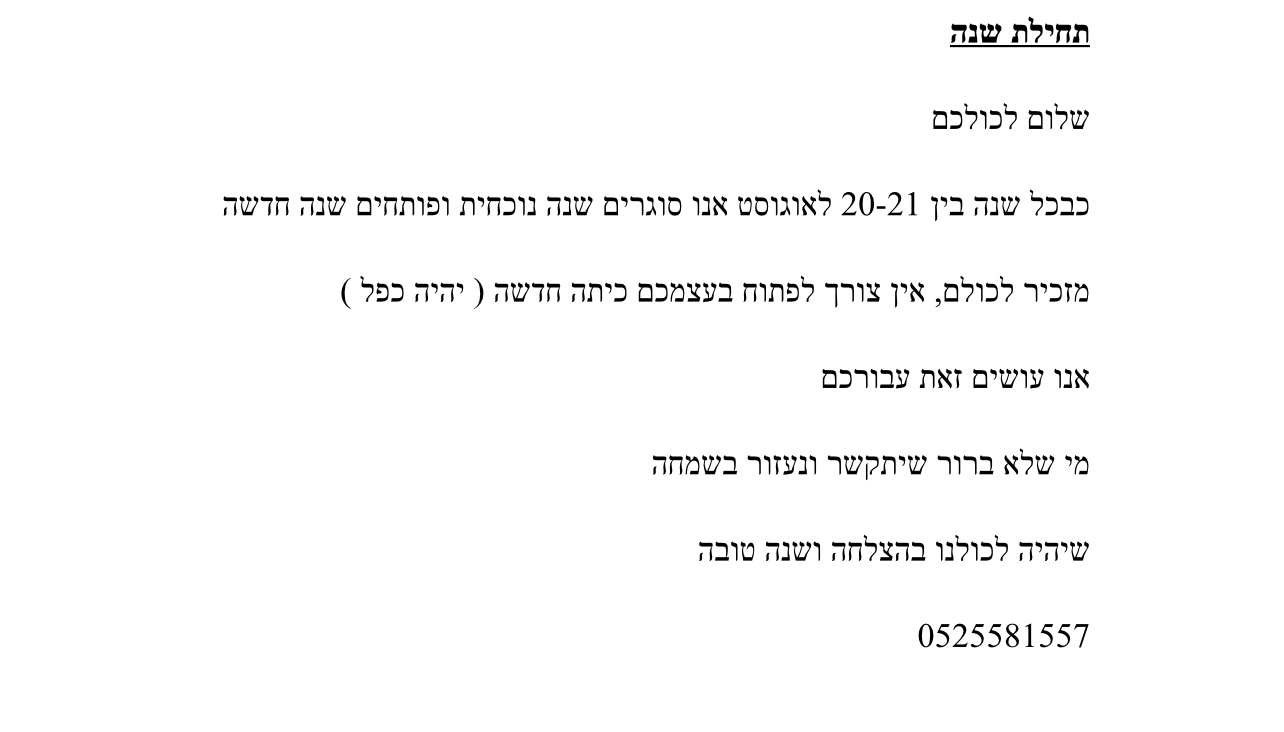 תחילת שנה
שלום לכולכם
כבכל שנה בין 20-21 לאוגוסט אנו סוגרים שנה נוכחית ופותחים שנה חדשה
מזכיר לכולם, אין צורך לפתוח בעצמכם כיתה חדשה ( יהיה כפל )
אנו עושים זאת עבורכם
מי שלא ברור שיתקשר ונעזור בשמחה
שיהיה לכולנו בהצלחה ושנה טובה
0525581557